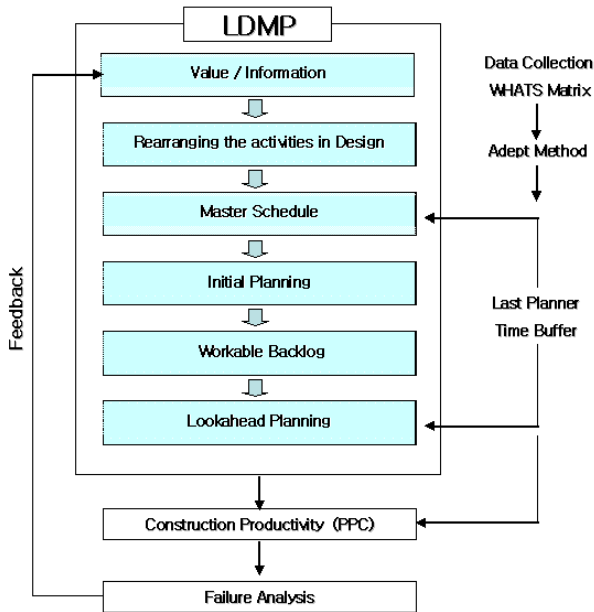 LDMP
Value / Information
Rearranging the activities in Design
Master Schedule
Initial Planning
Workable Backlog
Lookahead Planning
Construction Productivity (PPC)
Failure Analysis
Feedback
Data Collection
WHATS Matrix
Adept Method
Last Planner
Time Buffer